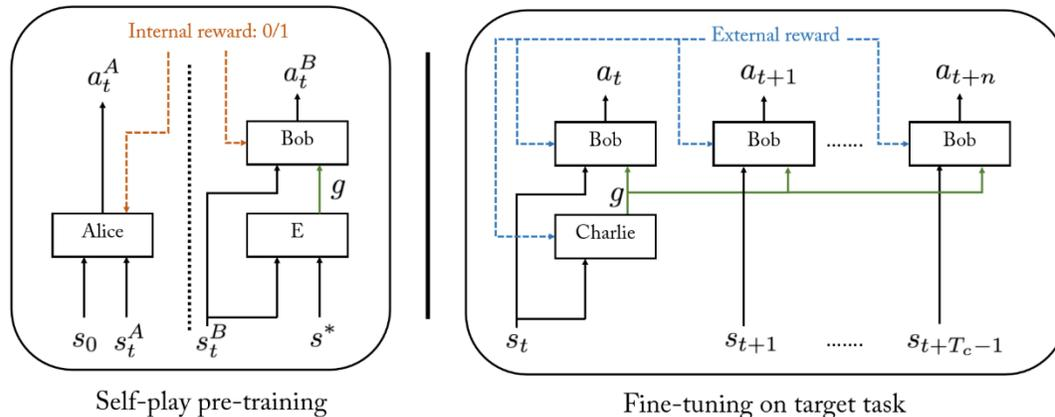 Internal reward: 0/1
a_t^A
a_t^B
Bob
g
Alice
E
s_0 s_t^A s_t^B s^*
Self-play pre-training
External reward
a_t a_{t+1} a_{t+n}
Bob Bob ....... Bob
g
Charlie
s_t s_{t+1} ....... s_{t+T_c-1}
Fine-tuning on target task